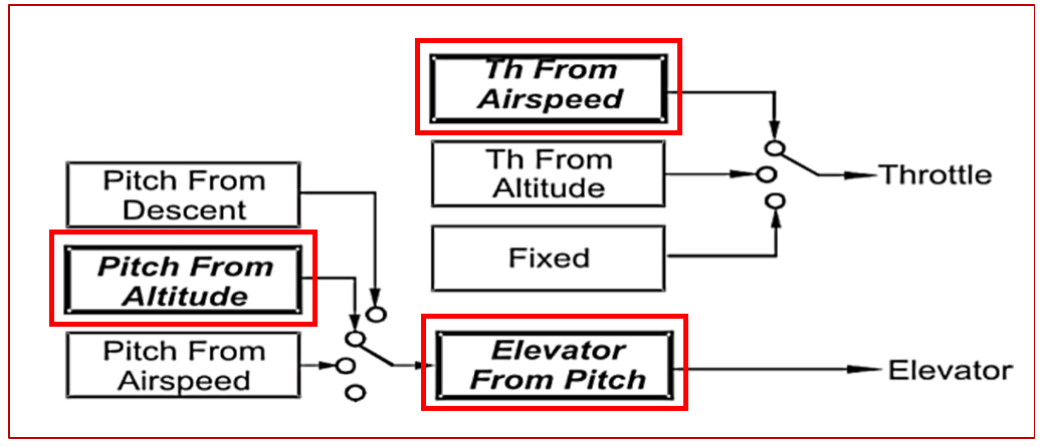 Th From
Airspeed
Th From
Altitude
Throttle
Pitch From
Descent
Fixed
Pitch From
Altitude
Pitch From
Airspeed
Elevator
From Pitch
Elevator